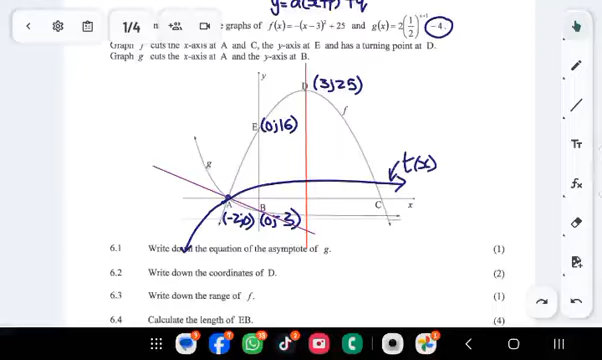 y = a(x+p)² + q
1/4
he graphs of f(x) = −(x − 3)² + 25 and g(x) = 2(1/2)^(x+1) − 4.
Graph f cuts the x-axis at A and C, the y-axis at E and has a turning point at D.
Graph g cuts the x-axis at A and the y-axis at B.
y
D (3;25)
f
E (0;16)
g
t(x)
A
B
C
x
(-2;0) (0;-3)
6.1 Write down the equation of the asymptote of g. (1)
6.2 Write down the coordinates of D. (2)
6.3 Write down the range of f. (1)
6.4 Calculate the length of EB. (4)